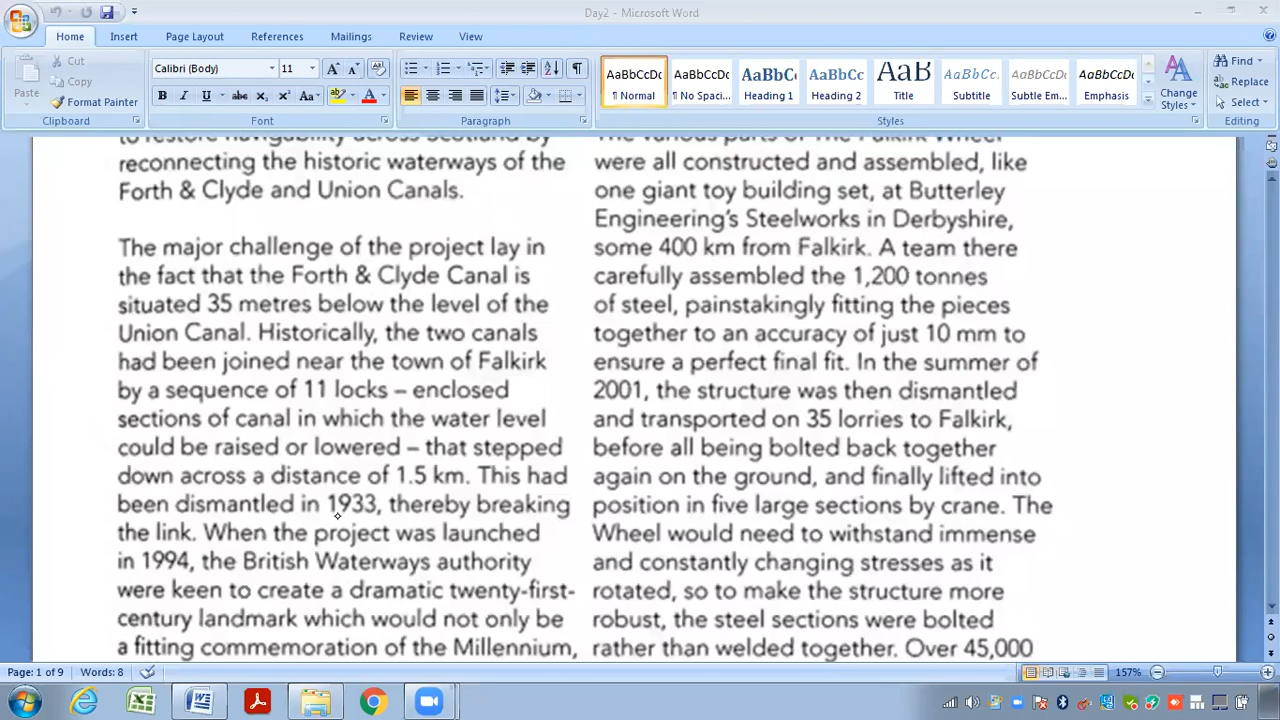 Day2 - Microsoft Word
Home Insert Page Layout References Mailings Review View
Paste
Cut
Copy
Format Painter
Clipboard
Calibri (Body) 11
Font
Paragraph
AaBbCcDc AaBbCcDc AaBbC AaBbCc AaB AaBbCc. AaBbCcDc AaBbCcDc
¶ Normal ¶ No Spaci... Heading 1 Heading 2 Title Subtitle Subtle Em... Emphasis
Change Styles
Styles
Find
Replace
Select
Editing
to restore navigability across Scotland by
reconnecting the historic waterways of the
Forth & Clyde and Union Canals.
The major challenge of the project lay in
the fact that the Forth & Clyde Canal is
situated 35 metres below the level of the
Union Canal. Historically, the two canals
had been joined near the town of Falkirk
by a sequence of 11 locks – enclosed
sections of canal in which the water level
could be raised or lowered – that stepped
down across a distance of 1.5 km. This had
been dismantled in 1933, thereby breaking
the link. When the project was launched
in 1994, the British Waterways authority
were keen to create a dramatic twenty-first-
century landmark which would not only be
a fitting commemoration of the Millennium,
The various parts of The Falkirk Wheel
were all constructed and assembled, like
one giant toy building set, at Butterley
Engineering's Steelworks in Derbyshire,
some 400 km from Falkirk. A team there
carefully assembled the 1,200 tonnes
of steel, painstakingly fitting the pieces
together to an accuracy of just 10 mm to
ensure a perfect final fit. In the summer of
2001, the structure was then dismantled
and transported on 35 lorries to Falkirk,
before all being bolted back together
again on the ground, and finally lifted into
position in five large sections by crane. The
Wheel would need to withstand immense
and constantly changing stresses as it
rotated, so to make the structure more
robust, the steel sections were bolted
rather than welded together. Over 45,000
Page: 1 of 9 Words: 8
157%